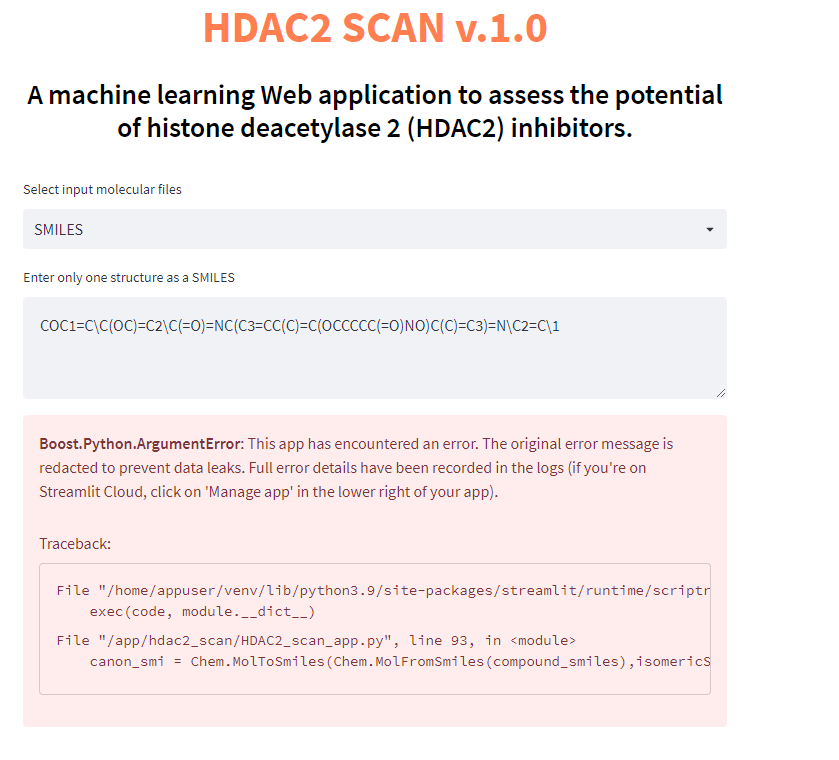 HDAC2 SCAN v.1.0
A machine learning Web application to assess the potential
of histone deacetylase 2 (HDAC2) inhibitors.
Select input molecular files
SMILES
Enter only one structure as a SMILES
COC1=C\C(OC)=C2\C(=O)=NC(C3=CC(C)=C(OCCCCC(=O)NO)C(C)=C3)=N\C2=C\1
Boost.Python.ArgumentError: This app has encountered an error. The original error message is
redacted to prevent data leaks. Full error details have been recorded in the logs (if you're on
Streamlit Cloud, click on 'Manage app' in the lower right of your app).
Traceback:
File "/home/appuser/venv/lib/python3.9/site-packages/streamlit/runtime/scriptr
exec(code, module.__dict__)
File "/app/hdac2_scan/HDAC2_scan_app.py", line 93, in <module>
canon_smi = Chem.MolToSmiles(Chem.MolFromSmiles(compound_smiles),isomericS